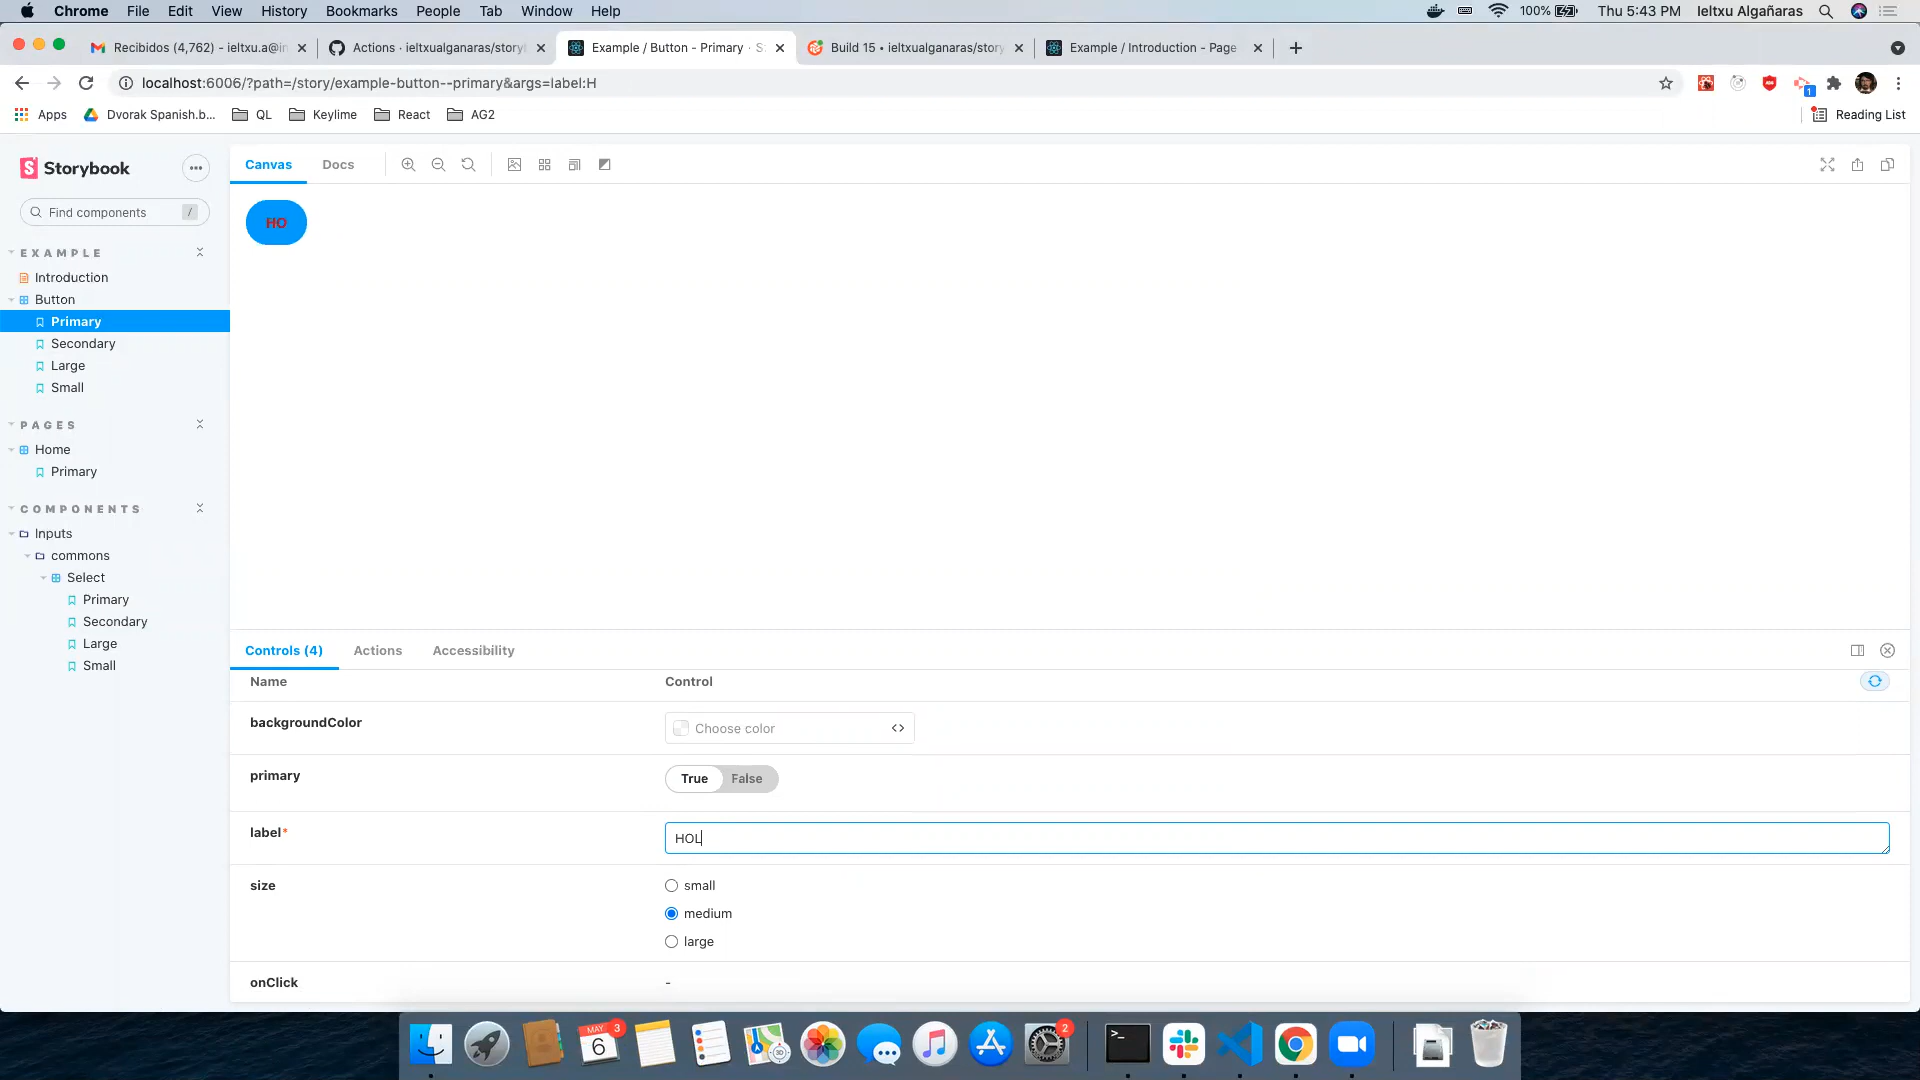 Chrome File Edit View History Bookmarks People Tab Window Help 100% Thu 5:43 PM Ieltxu Algañaras
Recibidos (4,762) - ieltxu.a@in Actions · ieltxualganaras/storyb Example / Button - Primary · S Build 15 • ieltxualganaras/story Example / Introduction - Page
localhost:6006/?path=/story/example-button--primary&args=label:H 1
Apps Dvorak Spanish.b... QL Keylime React AG2 Reading List
Storybook
Canvas Docs
Find components /
HO
EXAMPLE
Introduction
Button
Primary
Secondary
Large
Small
PAGES
Home
Primary
COMPONENTS
Inputs
commons
Select
Primary
Secondary
Large
Small
Controls (4) Actions Accessibility
Name Control
backgroundColor Choose color
primary True False
label* HOL
size small
medium
large
onClick -
MAY 3
6
3D
2
>_